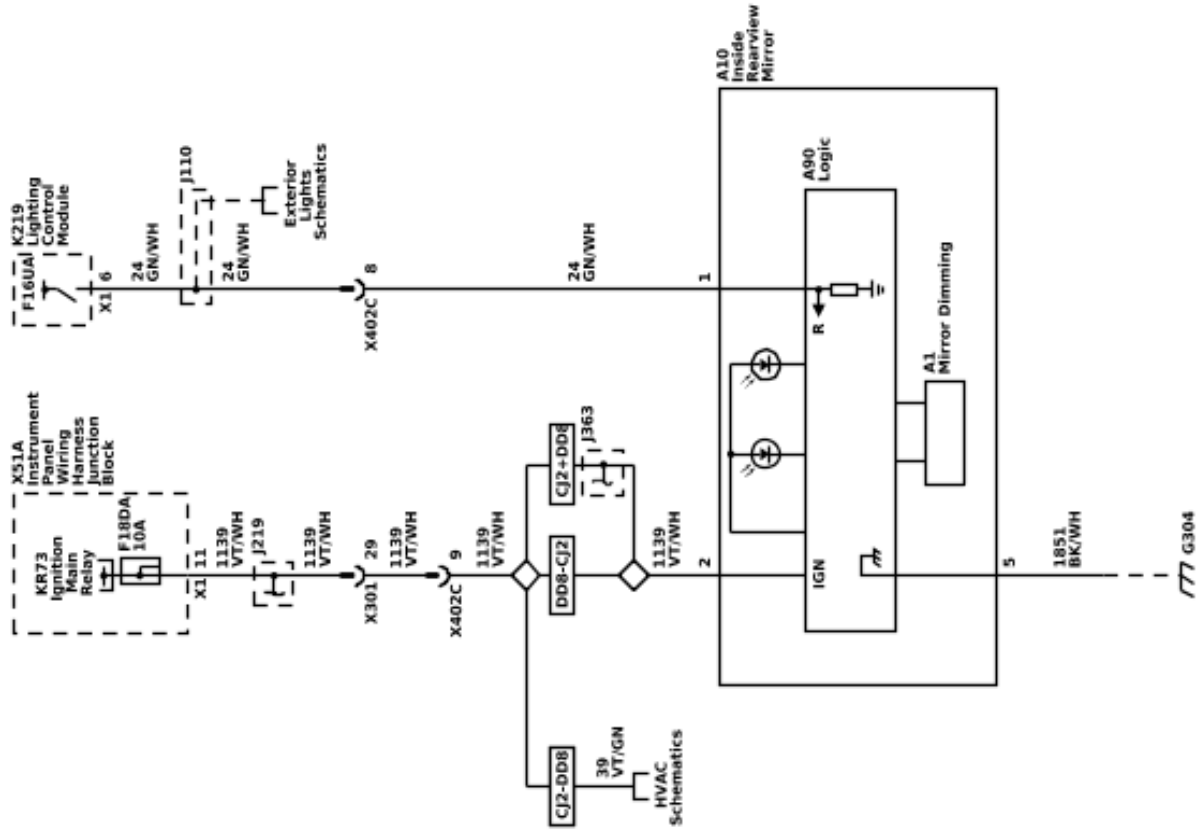 X51A
Instrument
Panel
Wiring
Harness
Junction
Block
KR73
Ignition
Main
Relay
F18DA
10A
X1
11
1139
VT/WH
J219
1139
VT/WH
X301
29
1139
VT/WH
X402C
9
1139
VT/WH
CJ2-DD8
DD8-CJ2
CJ2+DD8
J363
39
VT/GN
HVAC
Schematics
1139
VT/WH
2
K219
Lighting
Control
Module
F16UA
X1
6
24
GN/WH
J110
24
GN/WH
Exterior
Lights
Schematics
X402C
8
24
GN/WH
1
A10
Inside
Rearview
Mirror
A90
Logic
R
IGN
A1
Mirror Dimming
5
1851
BK/WH
G304